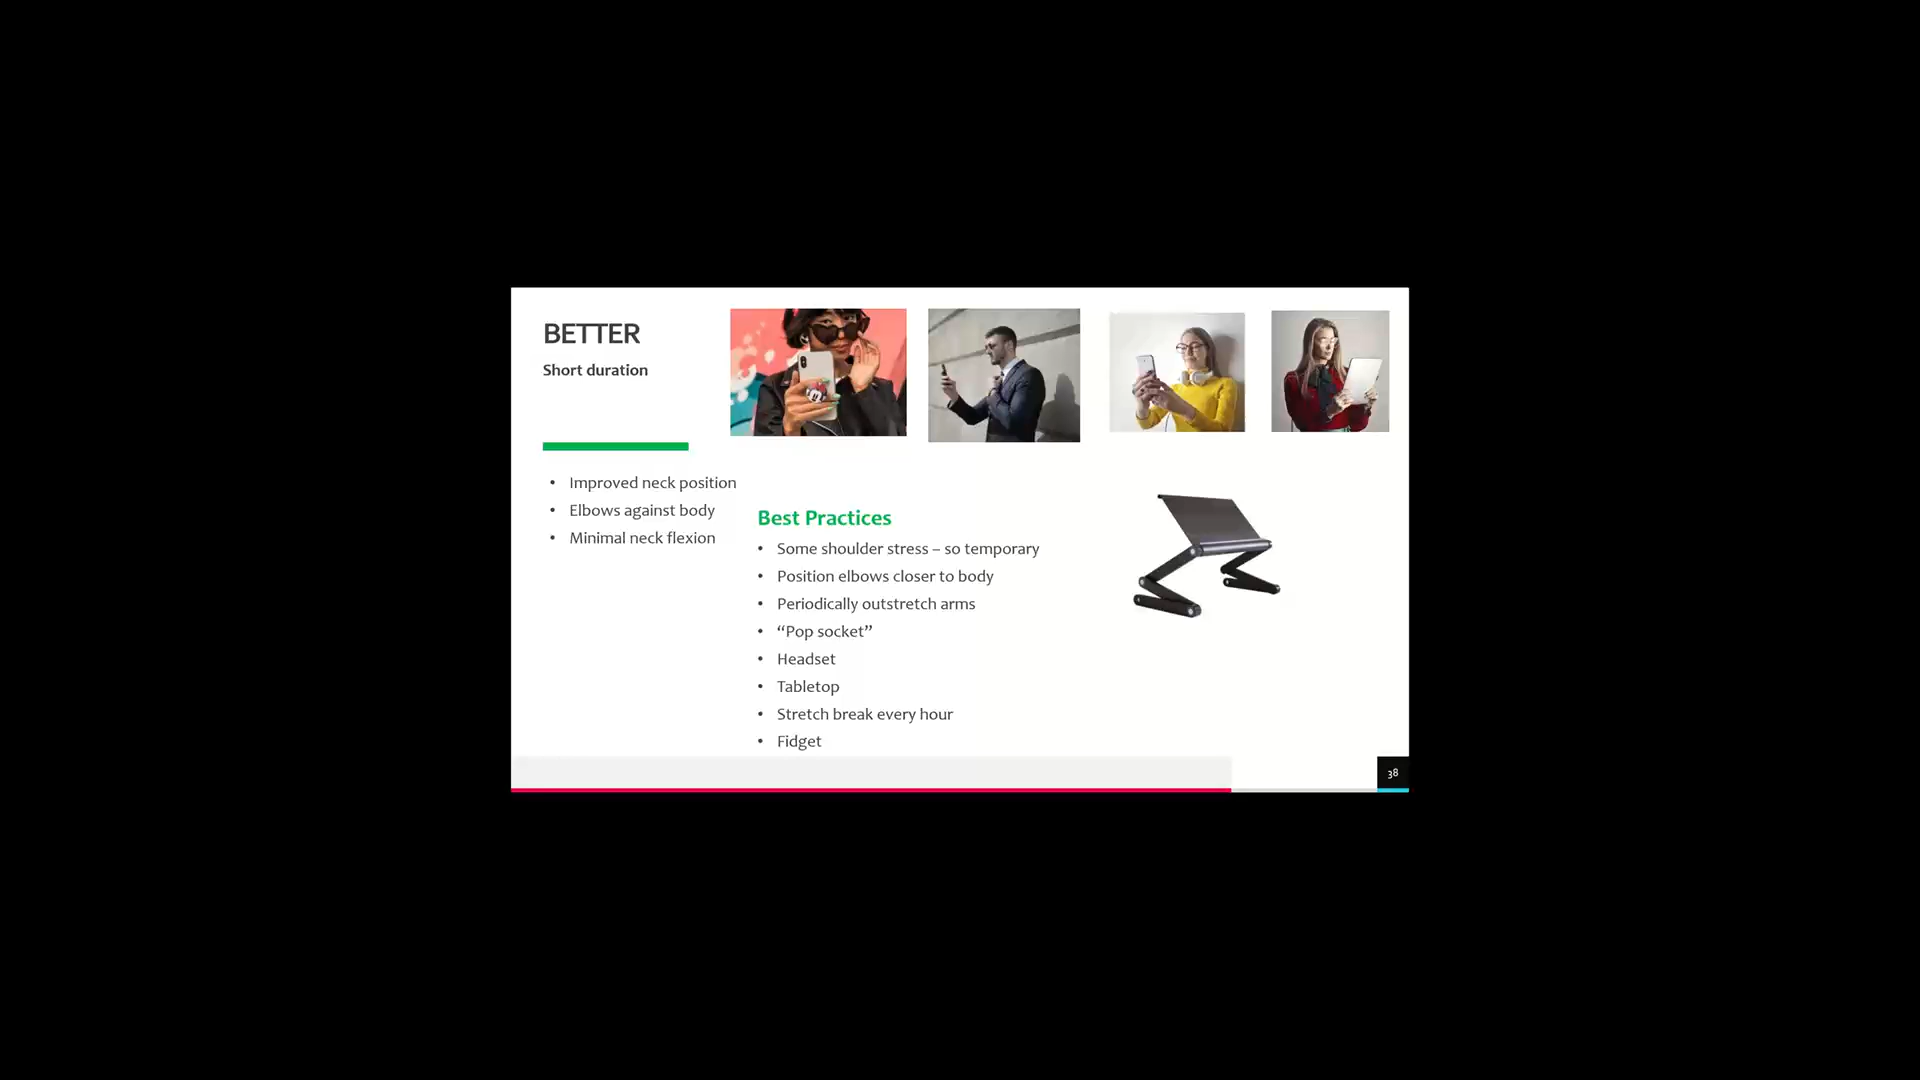 BETTER
Short duration
• Improved neck position
• Elbows against body
• Minimal neck flexion
Best Practices
• Some shoulder stress – so temporary
• Position elbows closer to body
• Periodically outstretch arms
• “Pop socket”
• Headset
• Tabletop
• Stretch break every hour
• Fidget
38